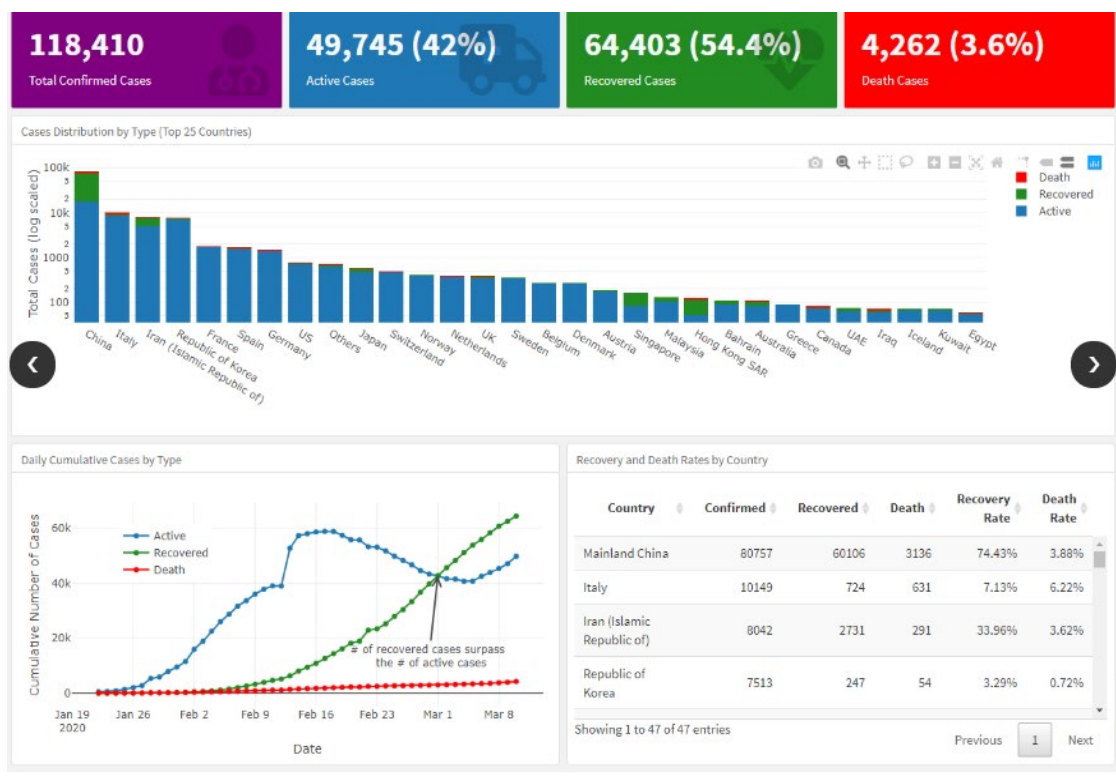 118,410
Total Confirmed Cases
49,745 (42%)
Active Cases
64,403 (54.4%)
Recovered Cases
4,262 (3.6%)
Death Cases
Cases Distribution by Type (Top 25 Countries)
Total Cases (log scaled)
100k
5
2
10k
5
2
1000
5
2
100
5
Death
Recovered
Active
China
Italy
Iran (Islamic Republic of)
Republic of Korea
France
Spain
Germany
US
Others
Japan
Switzerland
Norway
Netherlands
UK
Sweden
Belgium
Denmark
Austria
Singapore
Malaysia
Hong Kong SAR
Bahrain
Australia
Greece
Canada
UAE
Iraq
Iceland
Kuwait
Egypt
Daily Cumulative Cases by Type
Cumulative Number of Cases
60k
40k
20k
0
Active
Recovered
Death
# of recovered cases surpass
the # of active cases
Jan 19
2020
Jan 26
Feb 2
Feb 9
Feb 16
Feb 23
Mar 1
Mar 8
Date
Recovery and Death Rates by Country
Country Confirmed Recovered Death Recovery Rate Death Rate
Mainland China 80757 60106 3136 74.43% 3.88%
Italy 10149 724 631 7.13% 6.22%
Iran (Islamic Republic of) 8042 2731 291 33.96% 3.62%
Republic of Korea 7513 247 54 3.29% 0.72%
Showing 1 to 47 of 47 entries
Previous 1 Next